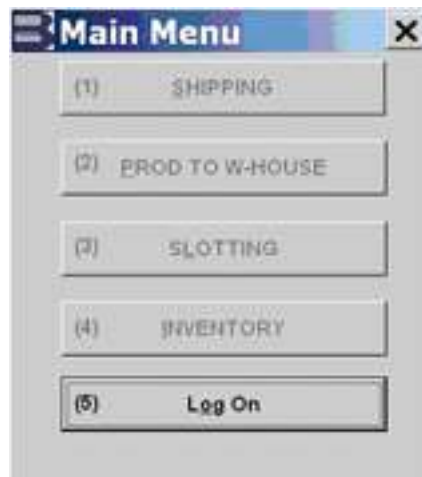 Main Menu
(1) SHIPPING
(2) PROD TO W-HOUSE
(3) SLOTTING
(4) INVENTORY
(5) Log On